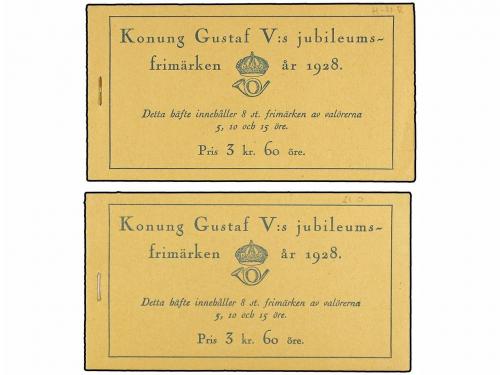 Konung Gustaf V:s jubileums-
frimärken år 1928.
Detta häfte innehåller 8 st. frimärken av valörerna
5, 10 och 15 öre.
Pris 3 kr. 60 öre.
Konung Gustaf V:s jubileums-
frimärken år 1928.
Detta häfte innehåller 8 st. frimärken av valörerna
5, 10 och 15 öre.
Pris 3 kr. 60 öre.